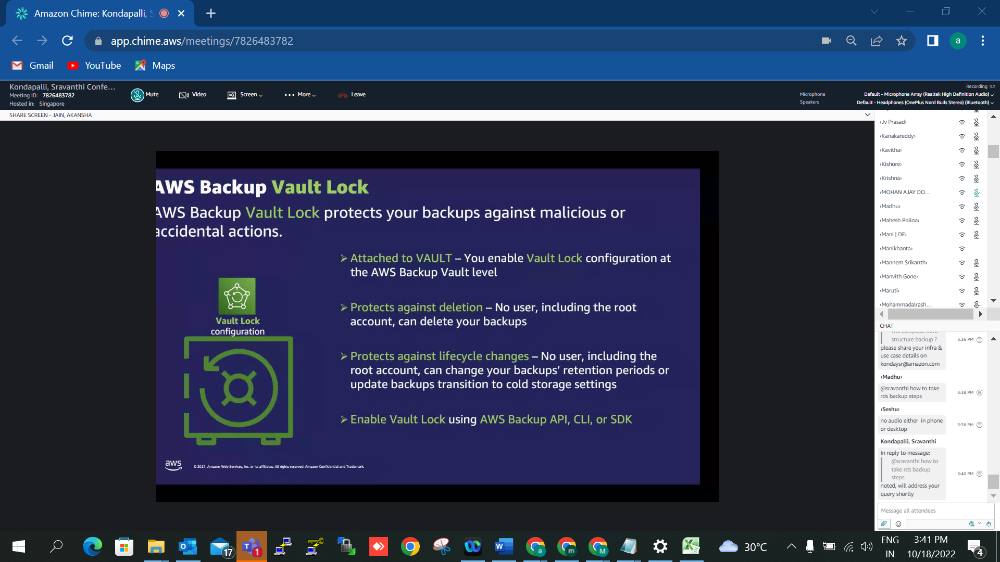 Amazon Chime: Kondapalli, S
app.chime.aws/meetings/7826483782
a
Gmail
YouTube
Maps
Kondapalli, Sravanthi Confe...
Meeting ID: 7826483782
Hosted in: Singapore
Mute
Video
Screen
More
Leave
Recording
Microphone
Default - Microphone Array (Realtek High Definition Audio)
Speakers
Default - Headphones (OnePlus Nord Buds Stereo) (Bluetooth)
SHARE SCREEN - JAIN, AKANSHA
AWS Backup Vault Lock
AWS Backup Vault Lock protects your backups against malicious or
accidental actions.
Vault Lock
configuration
➢ Attached to VAULT – You enable Vault Lock configuration at
the AWS Backup Vault level
➢ Protects against deletion – No user, including the root
account, can delete your backups
➢ Protects against lifecycle changes – No user, including the
root account, can change your backups’ retention periods or
update backups transition to cold storage settings
➢ Enable Vault Lock using AWS Backup API, CLI, or SDK
aws
© 2021, Amazon Web Services, Inc. or its affiliates. All rights reserved. Amazon Confidential and Trademark.
‹Jv Prasad›
‹Kanakareddy›
‹Kavitha›
‹Kishore›
‹Krishna›
‹MOHAN AJAY DO...
‹Madhu›
‹Mahesh Polina›
‹Mani | DE›
‹Manikhanta›
‹Mannem Srikanth›
‹Manvith Gone›
‹Maruti›
‹Mohammadalrash...
CHAT
will complete infra
structure backup ?
3:36 PM
please share your infra &
use case details on
kondaysr@amazon.com
‹Madhu›
@sravanthi how to take
rds backup steps
3:38 PM
‹Seshu›
no audio either in phone
or desktop
3:38 PM
Kondapalli, Sravanthi
In reply to message:
@sravanthi how to
take rds backup
steps
3:40 PM
noted, will address your
query shortly
Message all attendees
17
1
a
m
M
30°C
ENG
IN
3:41 PM
10/18/2022
4